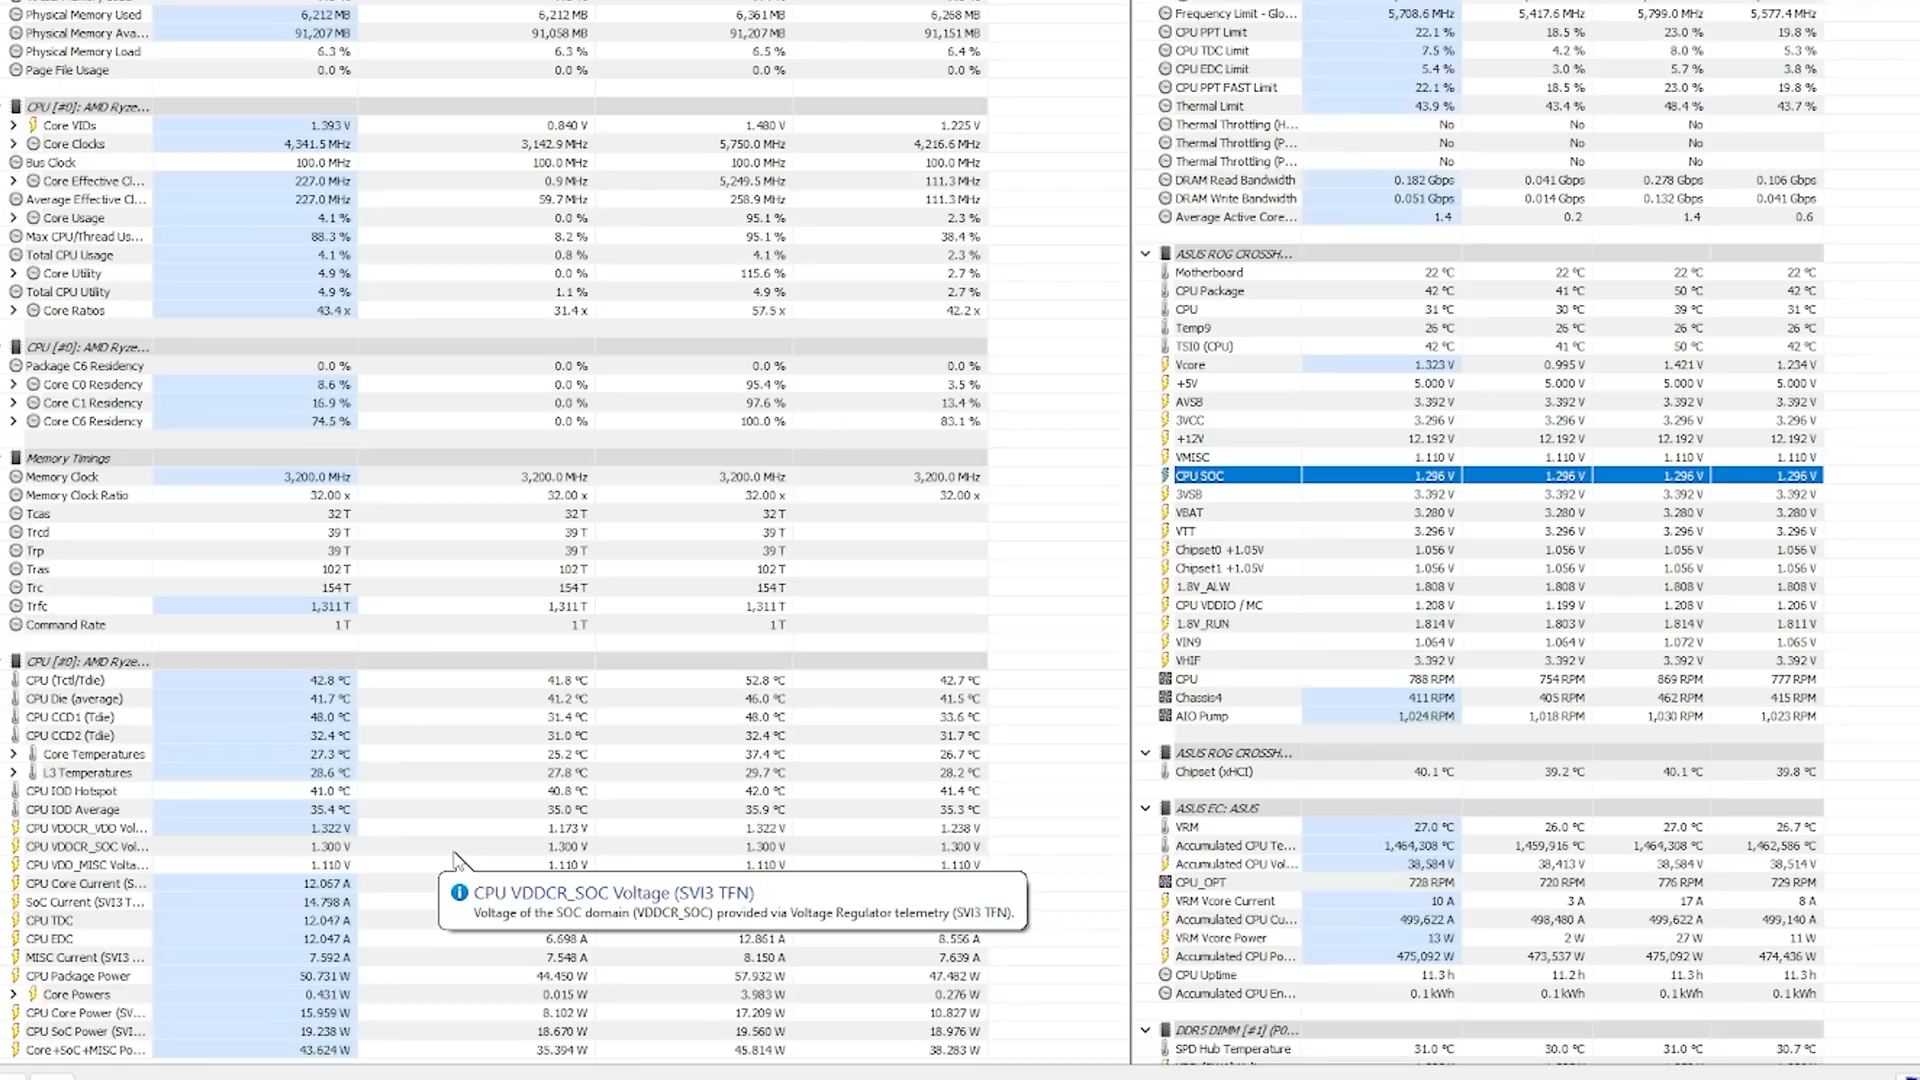 Physical Memory Used 6,212 MB 6,212 MB 6,361 MB 6,268 MB
Physical Memory Ava... 91,207 MB 91,058 MB 91,207 MB 91,151 MB
Physical Memory Load 6.3 % 6.3 % 6.5 % 6.4 %
Page File Usage 0.0 % 0.0 % 0.0 % 0.0 %
CPU [#0]: AMD Ryze...
Core VIDs 1.393 V 0.840 V 1.480 V 1.225 V
Core Clocks 4,341.5 MHz 3,142.9 MHz 5,750.0 MHz 4,216.6 MHz
Bus Clock 100.0 MHz 100.0 MHz 100.0 MHz 100.0 MHz
Core Effective Cl... 227.0 MHz 0.9 MHz 5,249.5 MHz 111.3 MHz
Average Effective Cl... 227.0 MHz 59.7 MHz 258.9 MHz 111.3 MHz
Core Usage 4.1 % 0.0 % 95.1 % 2.3 %
Max CPU/Thread Us... 88.3 % 8.2 % 95.1 % 38.4 %
Total CPU Usage 4.1 % 0.8 % 4.1 % 2.3 %
Core Utility 4.9 % 0.0 % 115.6 % 2.7 %
Total CPU Utility 4.9 % 1.1 % 4.9 % 2.7 %
Core Ratios 43.4 x 31.4 x 57.5 x 42.2 x
CPU [#0]: AMD Ryze...
Package C6 Residency 0.0 % 0.0 % 0.0 % 0.0 %
Core C0 Residency 8.6 % 0.0 % 95.4 % 3.5 %
Core C1 Residency 16.9 % 0.0 % 97.6 % 13.4 %
Core C6 Residency 74.5 % 0.0 % 100.0 % 83.1 %
Memory Timings
Memory Clock 3,200.0 MHz 3,200.0 MHz 3,200.0 MHz 3,200.0 MHz
Memory Clock Ratio 32.00 x 32.00 x 32.00 x 32.00 x
Tcas 32 T 32 T 32 T
Trcd 39 T 39 T 39 T
Trp 39 T 39 T 39 T
Tras 102 T 102 T 102 T
Trc 154 T 154 T 154 T
Trfc 1,311 T 1,311 T 1,311 T
Command Rate 1 T 1 T 1 T
CPU [#0]: AMD Ryze...
CPU (Tctl/Tdie) 42.8 °C 41.8 °C 52.8 °C 42.7 °C
CPU Die (average) 41.7 °C 41.2 °C 46.0 °C 41.5 °C
CPU CCD1 (Tdie) 48.0 °C 31.4 °C 48.0 °C 33.6 °C
CPU CCD2 (Tdie) 32.4 °C 31.0 °C 32.4 °C 31.7 °C
Core Temperatures 27.3 °C 25.2 °C 37.4 °C 26.7 °C
L3 Temperatures 28.6 °C 27.8 °C 29.7 °C 28.2 °C
CPU IOD Hotspot 41.0 °C 40.8 °C 42.0 °C 41.4 °C
CPU IOD Average 35.4 °C 35.0 °C 35.9 °C 35.3 °C
CPU VDDCR_VDD Vol... 1.322 V 1.173 V 1.322 V 1.238 V
CPU VDDCR_SOC Vol... 1.300 V 1.300 V 1.300 V 1.300 V
CPU VDD_MISC Volta... 1.110 V 1.110 V 1.110 V 1.110 V
CPU Core Current (S... 12.067 A
SoC Current (SVI3 T... 14.798 A
CPU TDC 12.047 A
CPU EDC 12.047 A 6.698 A 12.861 A 8.556 A
MISC Current (SVI3 ... 7.592 A 7.548 A 8.150 A 7.639 A
CPU Package Power 50.731 W 44.450 W 57.932 W 47.482 W
Core Powers 0.431 W 0.015 W 3.983 W 0.276 W
CPU Core Power (SV... 15.959 W 8.102 W 17.209 W 10.827 W
CPU SoC Power (SVI... 19.238 W 18.670 W 19.560 W 18.976 W
Core+SoC+MISC Po... 43.624 W 35.394 W 45.814 W 38.283 W
CPU VDDCR_SOC Voltage (SVI3 TFN)
Voltage of the SOC domain (VDDCR_SOC) provided via Voltage Regulator telemetry (SVI3 TFN).
Frequency Limit - Glo... 5,708.6 MHz 5,417.6 MHz 5,799.0 MHz 5,577.4 MHz
CPU PPT Limit 22.1 % 18.5 % 23.0 % 19.8 %
CPU TDC Limit 7.5 % 4.2 % 8.0 % 5.3 %
CPU EDC Limit 5.4 % 3.0 % 5.7 % 3.8 %
CPU PPT FAST Limit 22.1 % 18.5 % 23.0 % 19.8 %
Thermal Limit 43.9 % 43.4 % 48.4 % 43.7 %
Thermal Throttling (H... No No No
Thermal Throttling (P... No No No
Thermal Throttling (P... No No No
DRAM Read Bandwidth 0.182 Gbps 0.041 Gbps 0.278 Gbps 0.106 Gbps
DRAM Write Bandwidth 0.051 Gbps 0.014 Gbps 0.132 Gbps 0.041 Gbps
Average Active Core... 1.4 0.2 1.4 0.6
ASUS ROG CROSSH...
Motherboard 22 °C 22 °C 22 °C 22 °C
CPU Package 42 °C 41 °C 50 °C 42 °C
CPU 31 °C 30 °C 39 °C 31 °C
Temp9 26 °C 26 °C 26 °C 26 °C
TSI0 (CPU) 42 °C 41 °C 50 °C 42 °C
Vcore 1.323 V 0.995 V 1.421 V 1.234 V
+5V 5.000 V 5.000 V 5.000 V 5.000 V
AVSB 3.392 V 3.392 V 3.392 V 3.392 V
3VCC 3.296 V 3.296 V 3.296 V 3.296 V
+12V 12.192 V 12.192 V 12.192 V 12.192 V
VMISC 1.110 V 1.110 V 1.110 V 1.110 V
CPU SOC 1.296 V 1.296 V 1.296 V 1.296 V
3VSB 3.392 V 3.392 V 3.392 V 3.392 V
VBAT 3.280 V 3.280 V 3.280 V 3.280 V
VTT 3.296 V 3.296 V 3.296 V 3.296 V
Chipset0 +1.05V 1.056 V 1.056 V 1.056 V 1.056 V
Chipset1 +1.05V 1.056 V 1.056 V 1.056 V 1.056 V
1.8V_ALW 1.808 V 1.808 V 1.808 V 1.808 V
CPU VDDIO / MC 1.208 V 1.199 V 1.208 V 1.206 V
1.8V_RUN 1.814 V 1.803 V 1.814 V 1.811 V
VIN9 1.064 V 1.064 V 1.072 V 1.065 V
VHIF 3.392 V 3.392 V 3.392 V 3.392 V
CPU 788 RPM 754 RPM 869 RPM 777 RPM
Chassis4 411 RPM 405 RPM 462 RPM 415 RPM
AIO Pump 1,024 RPM 1,018 RPM 1,030 RPM 1,023 RPM
ASUS ROG CROSSH...
Chipset (xHCI) 40.1 °C 39.2 °C 40.1 °C 39.8 °C
ASUS EC: ASUS
VRM 27.0 °C 26.0 °C 27.0 °C 26.7 °C
Accumulated CPU Te... 1,464,308 °C 1,459,916 °C 1,464,308 °C 1,462,586 °C
Accumulated CPU Vol... 38,584 V 38,413 V 38,584 V 38,514 V
CPU_OPT 728 RPM 720 RPM 776 RPM 729 RPM
VRM Vcore Current 10 A 3 A 17 A 8 A
Accumulated CPU Cu... 499,622 A 498,480 A 499,622 A 499,140 A
VRM Vcore Power 13 W 2 W 27 W 11 W
Accumulated CPU Po... 475,092 W 473,537 W 475,092 W 474,436 W
CPU Uptime 11.3 h 11.2 h 11.3 h 11.3 h
Accumulated CPU En... 0.1 kWh 0.1 kWh 0.1 kWh 0.1 kWh
DDR5 DIMM [#1] (P0...
SPD Hub Temperature 31.0 °C 30.0 °C 31.0 °C 30.7 °C